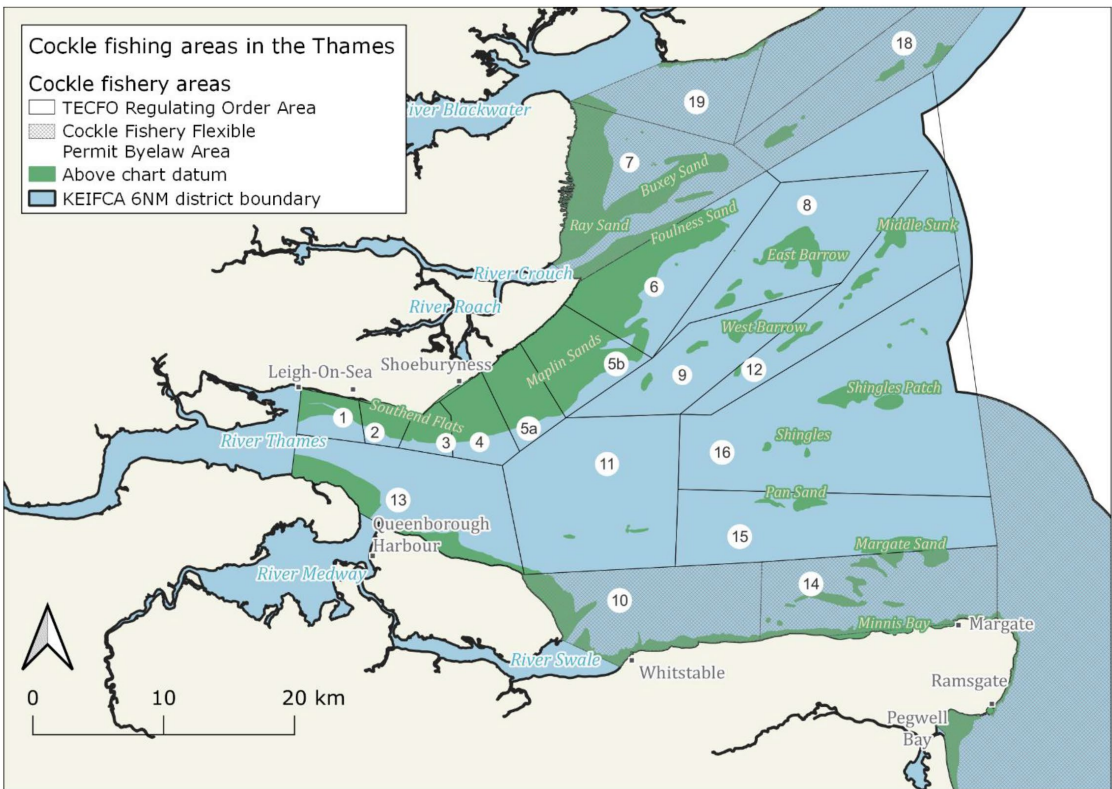 Cockle fishing areas in the Thames
Cockle fishery areas
TECFO Regulating Order Area
Cockle Fishery Flexible
Permit Byelaw Area
Above chart datum
KEIFCA 6NM district boundary
18
19
River Blackwater
7
Buxey Sand
8
Ray Sand
Foulness Sand
Middle Sunk
East Barrow
River Crouch
6
River Roach
West Barrow
Maplin Sands
5b
Shoeburyness
Leigh-On-Sea
9
12
Shingles Patch
Southend Flats
1
2
3
4
5a
River Thames
Shingles
11
16
13
Pan Sand
Queenborough
Harbour
15
Margate Sand
River Medway
14
10
Minnis Bay
Margate
River Swale
Whitstable
Ramsgate
Pegwell
Bay
0
10
20 km